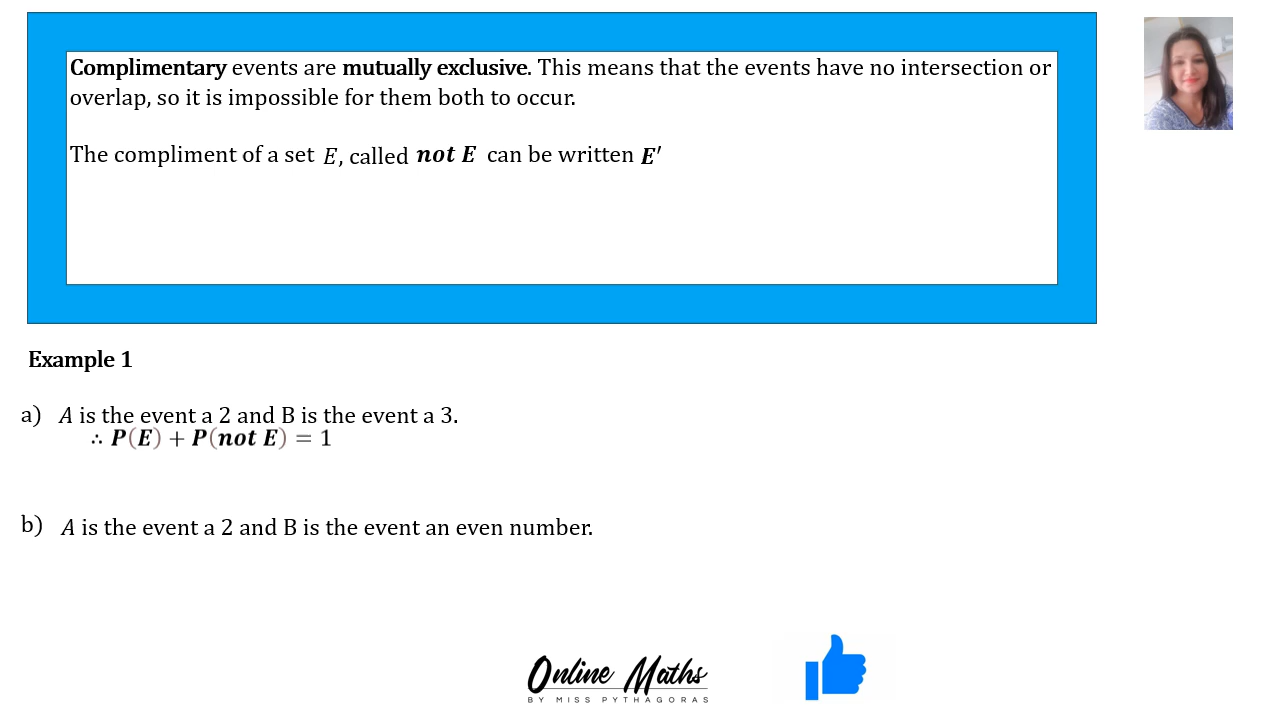 Complimentary events are mutually exclusive. This means that the events have no intersection or
overlap, so it is impossible for them both to occur.
The compliment of a set E, called not E can be written E′
Example 1
a) A is the event a 2 and B is the event a 3.
∴ P(E) + P(not E) = 1
b) A is the event a 2 and B is the event an even number.
Online Maths
BY MISS PYTHAGORAS